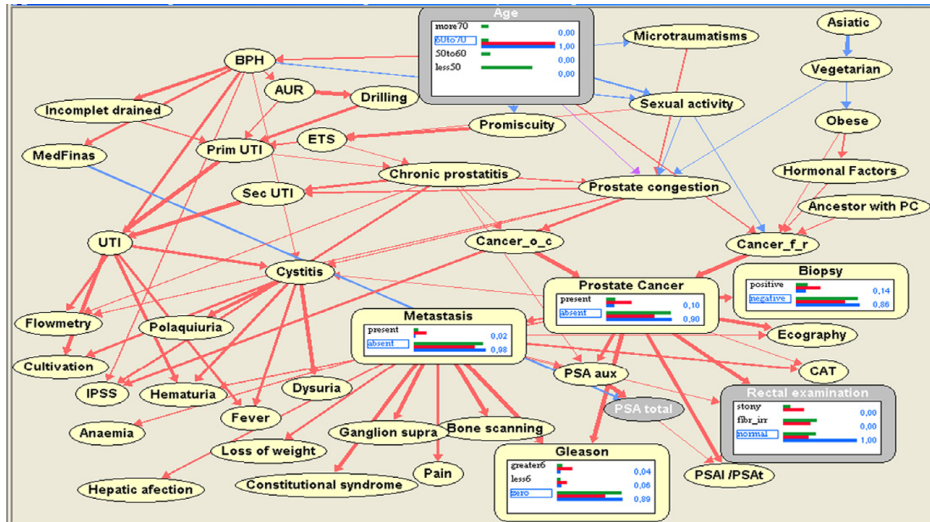 Age
more70
0,00
60to70
1,00
50to60
0,00
less50
0,00
Microtraumatisms
Asiatic
BPH
Vegetarian
AUR
Drilling
Sexual activity
Incomplet drained
Obese
ETS
Promiscuity
MedFinas
Prim UTI
Chronic prostatitis
Hormonal Factors
Sec UTI
Prostate congestion
Ancestor with PC
UTI
Cancer_o_c
Cancer_f_r
Cystitis
Prostate Cancer
present
0,10
absent
0,90
Biopsy
positive
0,14
negative
0,86
Flowmetry
Polaquiuria
Metastasis
present
0,02
absent
0,98
Ecography
Cultivation
IPSS
Hematuria
Dysuria
PSA aux
CAT
Fever
PSA total
Rectal examination
stony
0,00
fibr_irr
0,00
normal
1,00
Anaemia
Ganglion supra
Bone scanning
Loss of weight
Gleason
greater6
0,04
less6
0,06
zero
0,89
Hepatic afection
Constitutional syndrome
Pain
PSAl /PSAt